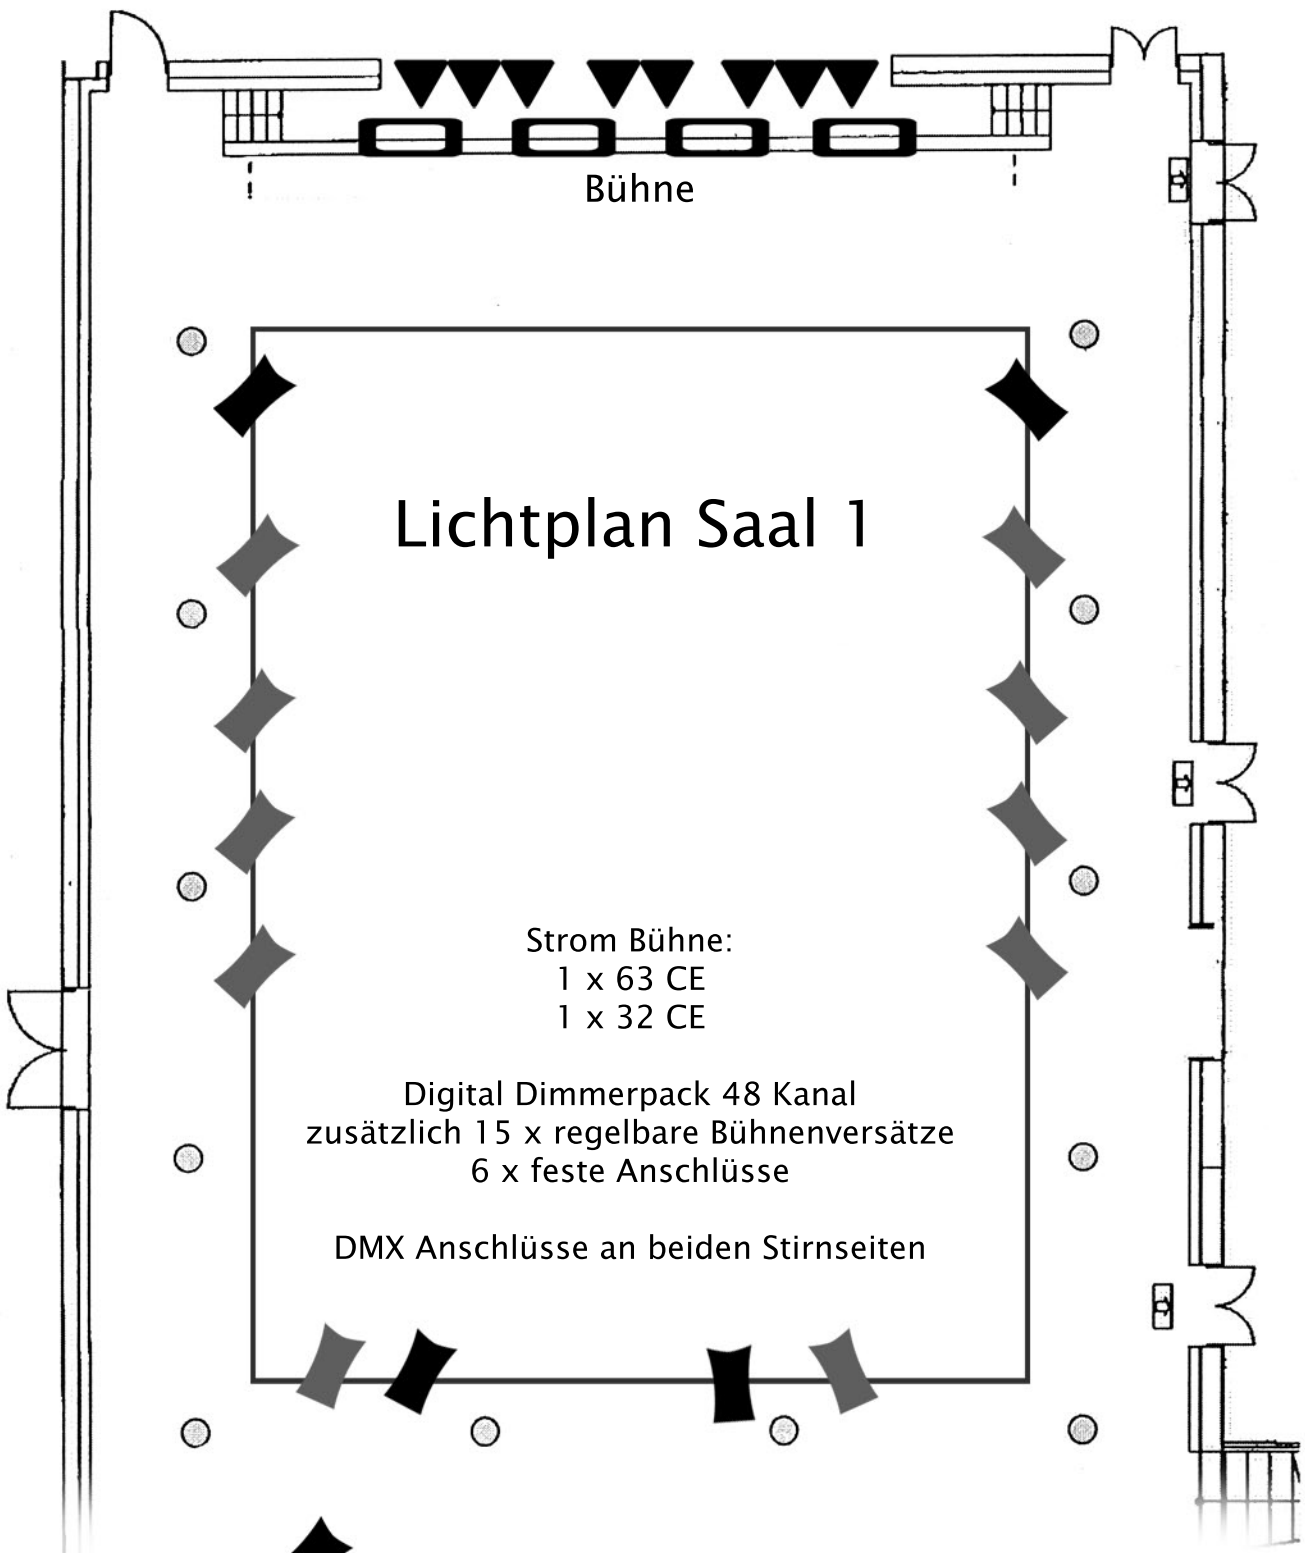 Bühne
Lichtplan Saal 1
Strom Bühne:
1 x 63 CE
1 x 32 CE
Digital Dimmerpack 48 Kanal
zusätzlich 15 x regelbare Bühnenversätze
6 x feste Anschlüsse
DMX Anschlüsse an beiden Stirnseiten